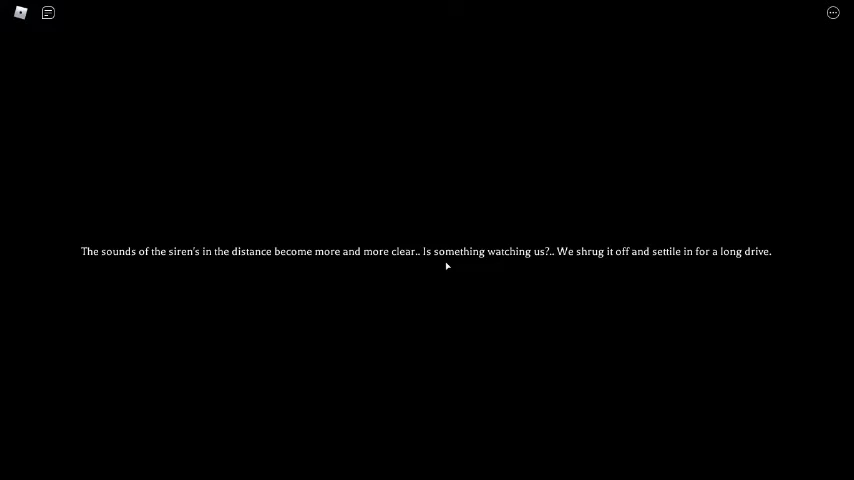 The sounds of the siren's in the distance become more and more clear.. Is something watching us?.. We shrug it off and settile in for a long drive.